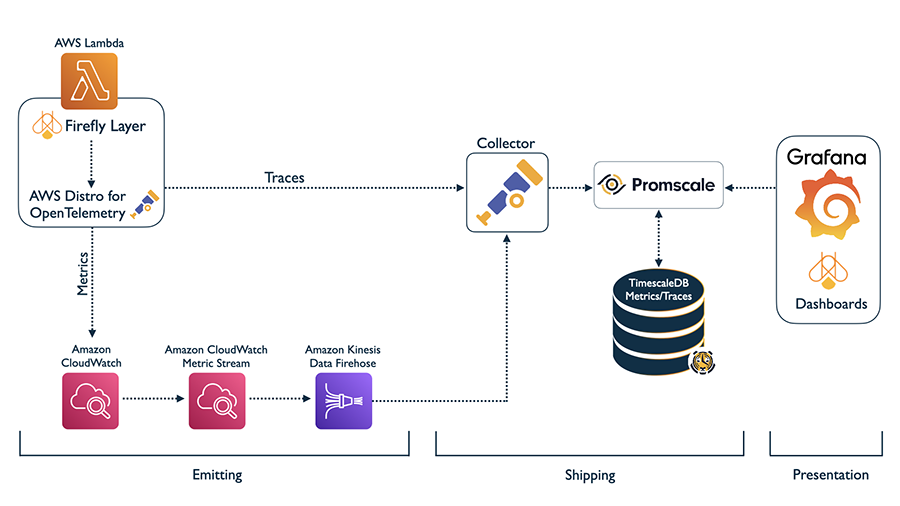 AWS Lambda
Firefly Layer
AWS Distro for
OpenTelemetry
Traces
Metrics
Amazon
CloudWatch
Amazon CloudWatch
Metric Stream
Amazon Kinesis
Data Firehose
Collector
Promscale
TimescaleDB
Metrics/Traces
Grafana
Dashboards
Emitting
Shipping
Presentation